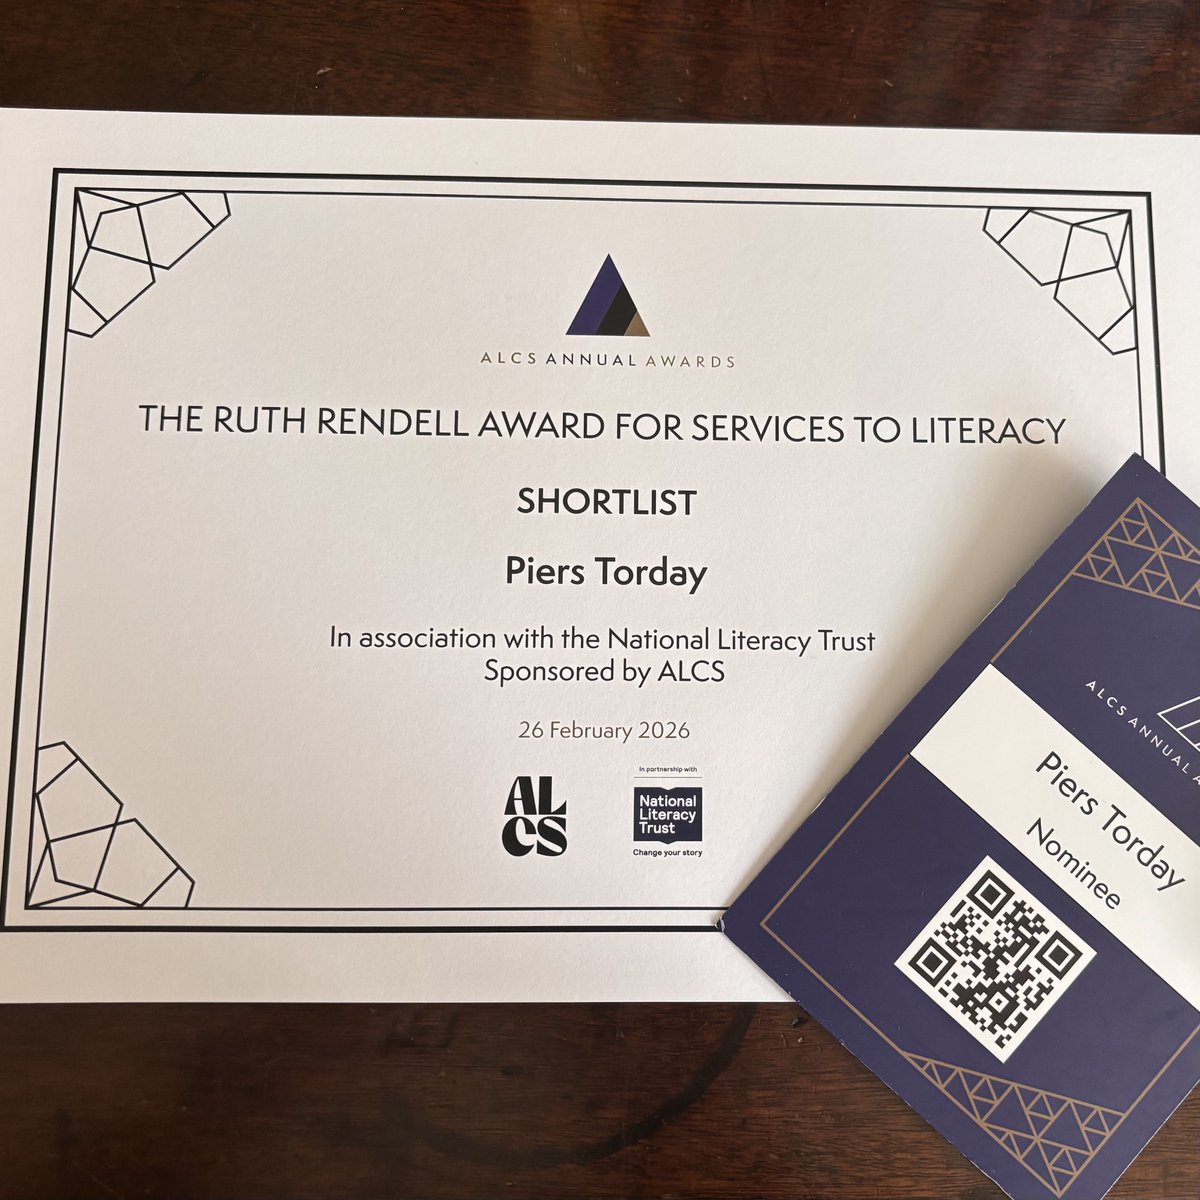 ALCS ANNUAL AWARDS
THE RUTH RENDELL AWARD FOR SERVICES TO LITERACY
SHORTLIST
Piers Torday
In association with the National Literacy Trust
Sponsored by ALCS
26 February 2026
ALCS
In partnership with
National
Literacy
Trust
Change your story
ALCS ANNUAL A
Piers Torday
Nominee